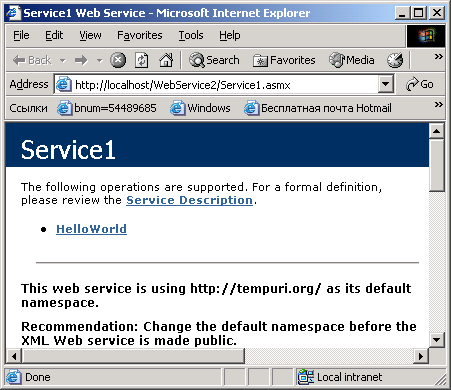 Service1 Web Service - Microsoft Internet Explorer
File Edit View Favorites Tools Help
Back Search Favorites Media
Address http://localhost/WebService2/Service1.asmx Go
Ссылки bnum=54489685 Windows Бесплатная почта Hotmail
Service1
The following operations are supported. For a formal definition,
please review the Service Description.
HelloWorld
This web service is using http://tempuri.org/ as its default
namespace.
Recommendation: Change the default namespace before the
XML Web service is made public.
Done Local intranet